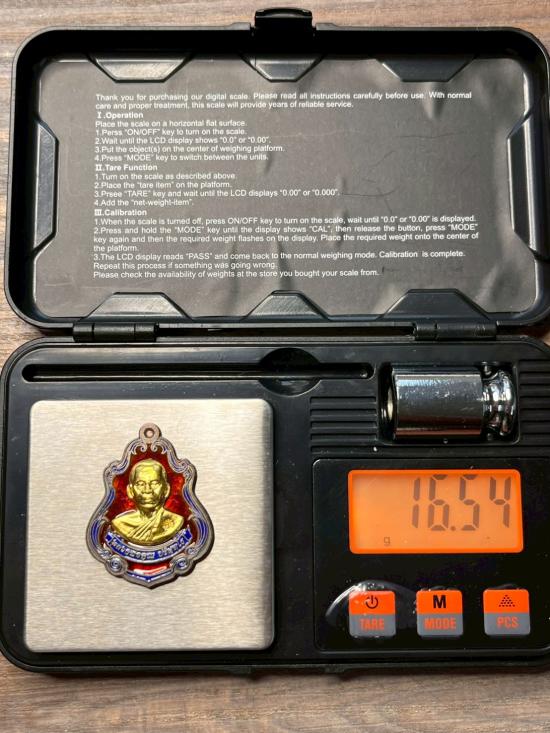 Thank you for purchasing our digital scale. Please read all instructions carefully before use. With normal
care and proper treatment, this scale will provide years of reliable service.
I.Operation
Place the scale on a horizontal flat surface.
1.Perss "ON/OFF" key to turn on the scale.
2.Wait until the LCD display shows "0.0" or "0.00".
3.Put the object(s) on the center of weighing platform.
4.Press "MODE" key to switch between the units.
II.Tare Function
1.Turn on the scale as described above.
2.Place the "tare item" on the platform.
3.Prsee "TARE" key and wait until the LCD displays "0.00" or "0.000".
4.Add the "net-weight-item".
III.Calibration
1.When the scale is turned off, press ON/OFF key to turn on the scale, wait until "0.0" or "0.00" is displayed.
2.Press and hold the "MODE" key until the display shows "CAL", then release the button, press "MODE"
key again and then the required weight flashes on the display. Place the required weight onto the center of
the platform.
3.The LCD display reads "PASS" and come back to the normal weighing mode. Calibration is complete.
Repeat this process if something was going wrong.
Please check the availability of weights at the store you bought your scale from.
16.54
g
M
TARE
MODE
PCS